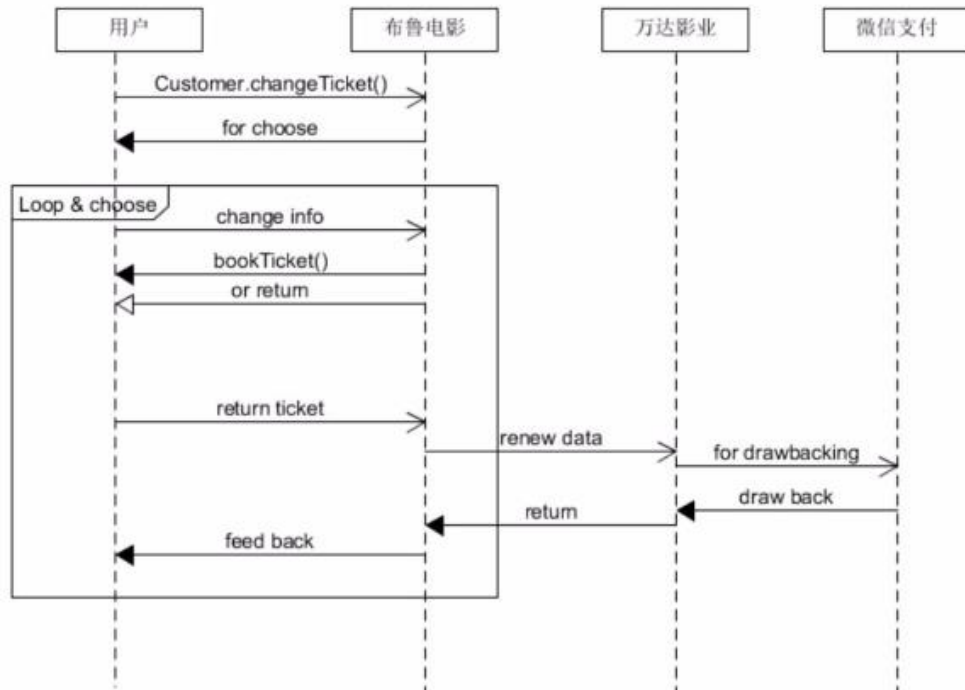 用户
布鲁电影
万达影业
微信支付
Customer.changeTicket()
for choose
Loop & choose
change info
bookTicket()
or return
return ticket
renew data
for drawbacking
draw back
return
feed back